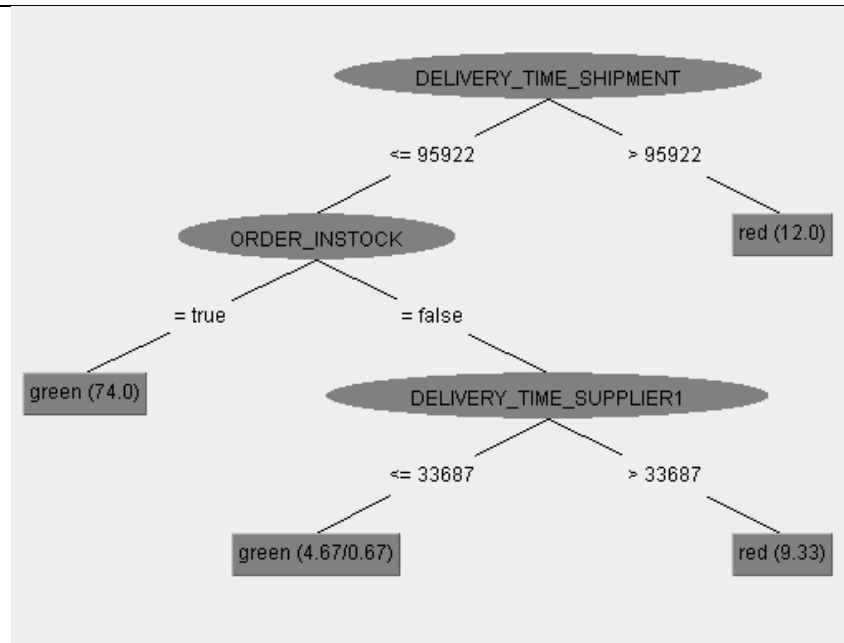 DELIVERY_TIME_SHIPMENT
<= 95922
> 95922
ORDER_INSTOCK
red (12.0)
= true
= false
green (74.0)
DELIVERY_TIME_SUPPLIER1
<= 33687
> 33687
green (4.67/0.67)
red (9.33)